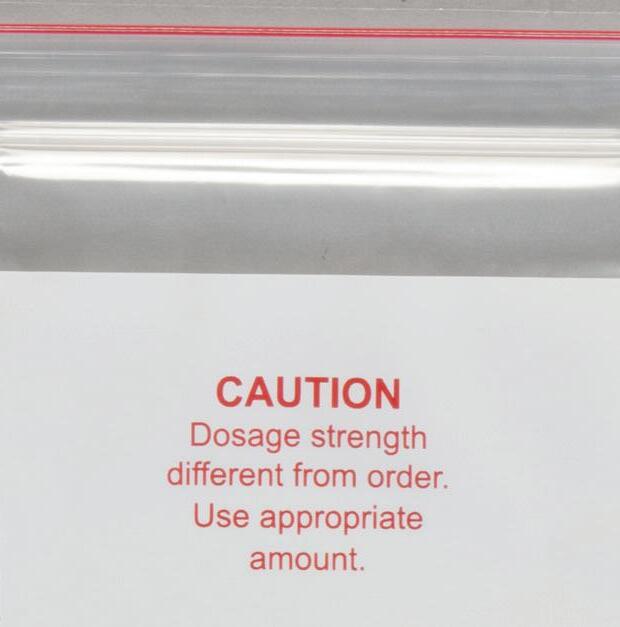 CAUTION
Dosage strength
different from order.
Use appropriate
amount.